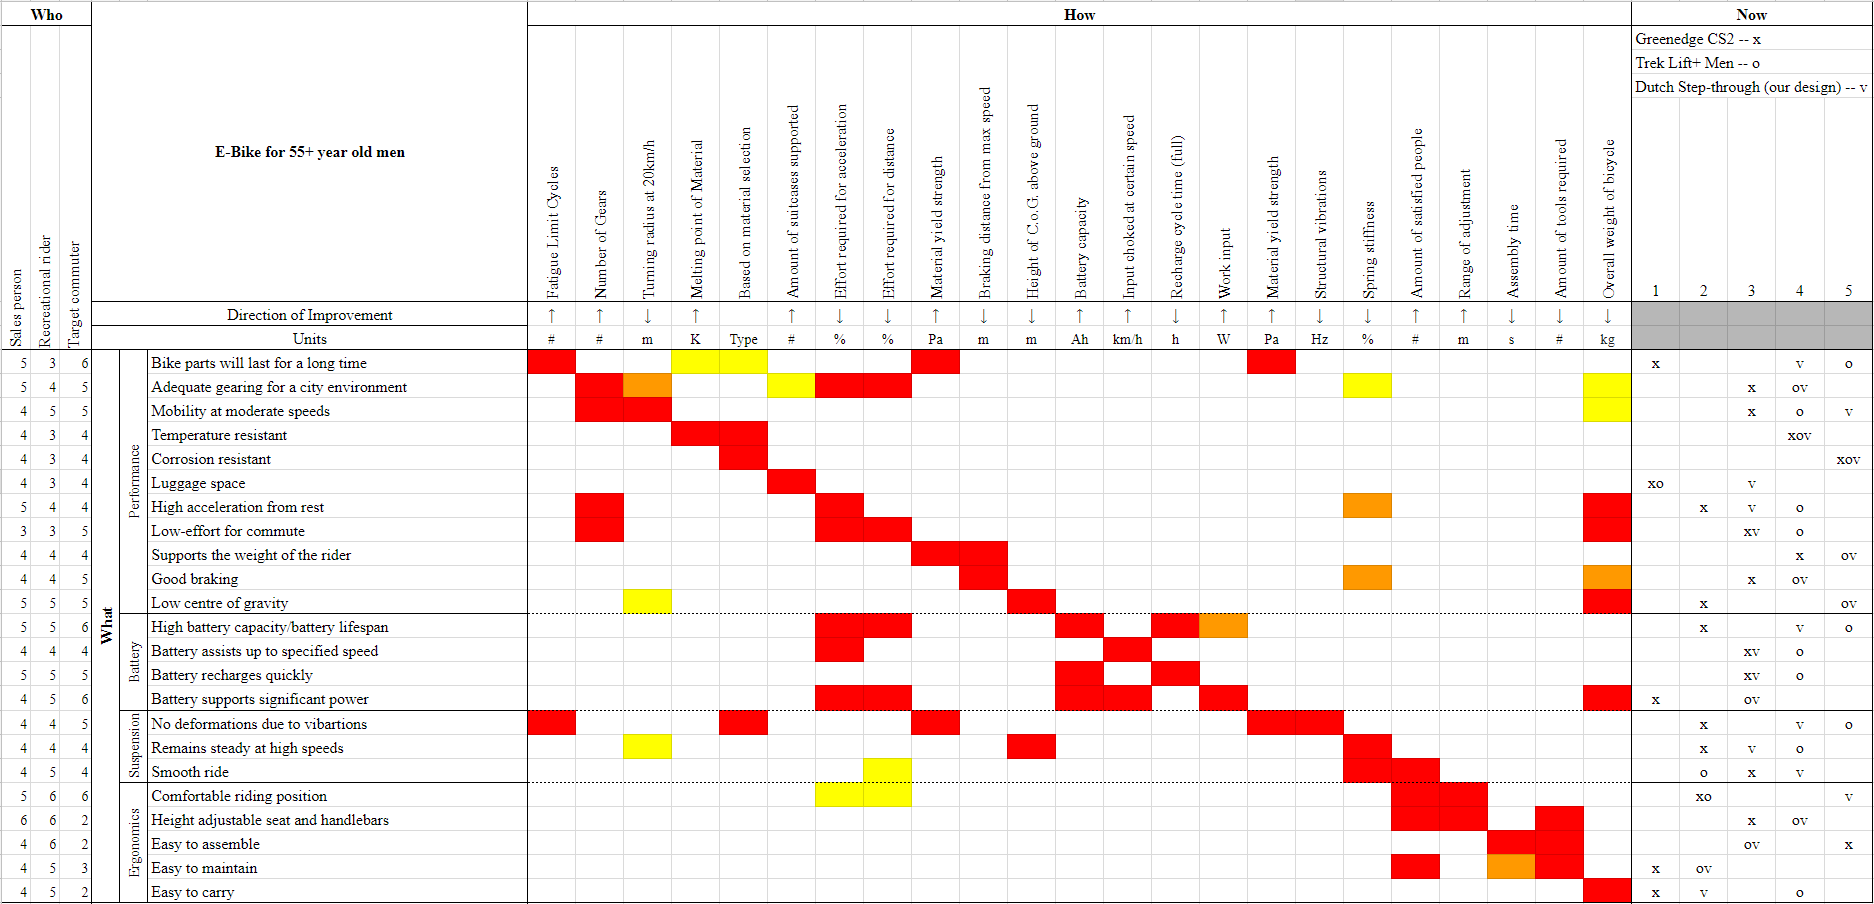 Who How Now
Greenedge CS2 -- x
Trek Lift+ Men -- o
Dutch Step-through (our design) -- v
E-Bike for 55+ year old men
Sales person
Recreational rider
Target commuter
Fatigue Limit Cycles
Number of Gears
Turning radius at 20km/h
Melting point of Material
Based on material selection
Amount of suitcases supported
Effort required for acceleration
Effort required for distance
Material yield strength
Braking distance from max speed
Height of C.o.G. above ground
Battery capacity
Input choked at certain speed
Recharge cycle time (full)
Work input
Material yield strength
Structural vibrations
Spring stiffness
Amount of satisfied people
Range of adjustment
Assembly time
Amount of tools required
Overall weight of bicycle
1 2 3 4 5
Direction of Improvement ↑ ↑ ← ↑ ↑ ← ← ↑ ← ← ↑ ↑ ← ↑ ↑ ↑ ← ↑ ↑ ← ← ←
Units # # m K Type # % % Pa m m Ah km/h h W Pa Hz % # m s # kg
What
Performance
5 3 6 Bike parts will last for a long time x v o
5 4 5 Adequate gearing for a city environment x ov
4 5 5 Mobility at moderate speeds x o v
4 3 4 Temperature resistant xov
4 3 4 Corrosion resistant xov
4 3 4 Luggage space xo v
5 4 4 High acceleration from rest x v o
3 3 5 Low-effort for commute xv o
4 4 4 Supports the weight of the rider x ov
4 4 5 Good braking x ov
5 5 5 Low centre of gravity x ov
Battery
5 5 6 High battery capacity/battery lifespan x v o
4 4 4 Battery assists up to specified speed xv o
5 5 5 Battery recharges quickly xv o
4 5 6 Battery supports significant power x ov
Suspension
4 4 5 No deformations due to vibartions x v o
4 4 4 Remains steady at high speeds x v o
4 5 4 Smooth ride o x v
Ergonomics
5 6 6 Comfortable riding position xo v
6 6 2 Height adjustable seat and handlebars x ov
4 6 2 Easy to assemble ov x
4 5 3 Easy to maintain x ov
4 5 2 Easy to carry x v o